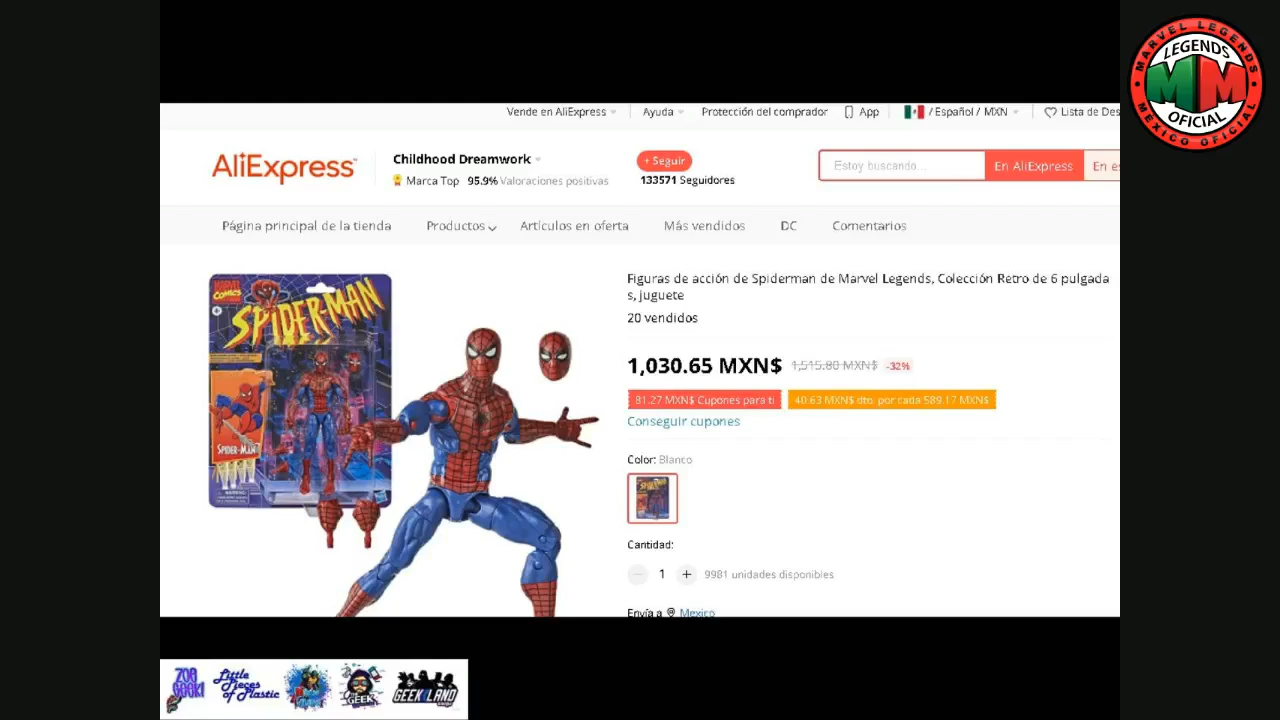 MARVEL LEGENDS
LEGENDS
MM
OFICIAL
MÉXICO OFICIAL
Vende en AliExpress
Ayuda
Protección del comprador
App
/ Español / MXN
Lista de Des
AliExpress
Childhood Dreamwork
+ Seguir
Estoy buscando...
En AliExpress
En es
Marca Top 95.9% Valoraciones positivas
133571 Seguidores
Página principal de la tienda
Productos
Artículos en oferta
Más vendidos
DC
Comentarios
MARVEL COMICS
SPIDER-MAN
SPIDER-MAN
Figuras de acción de Spiderman de Marvel Legends, Colección Retro de 6 pulgada
s, juguete
20 vendidos
1,030.65 MXN$ 1,515.80 MXN$ -32%
81.27 MXN$ Cupones para ti
40.63 MXN$ dto. por cada 589.17 MXN$
Conseguir cupones
Color: Blanco
Cantidad:
1
9981 unidades disponibles
Envía a Mexico
ZOG
GEEK!
Little
Pieces
of Plastic
GEEK
GEEK LAND